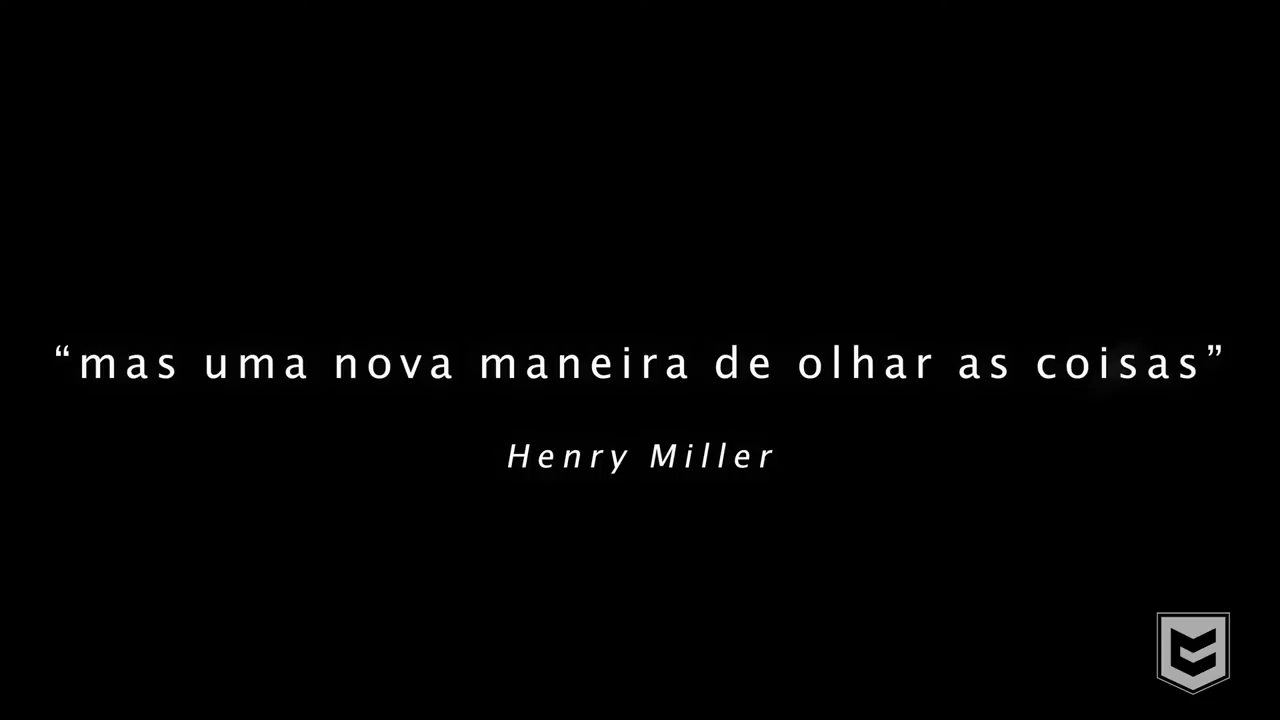 “mas uma nova maneira de olhar as coisas”
Henry Miller